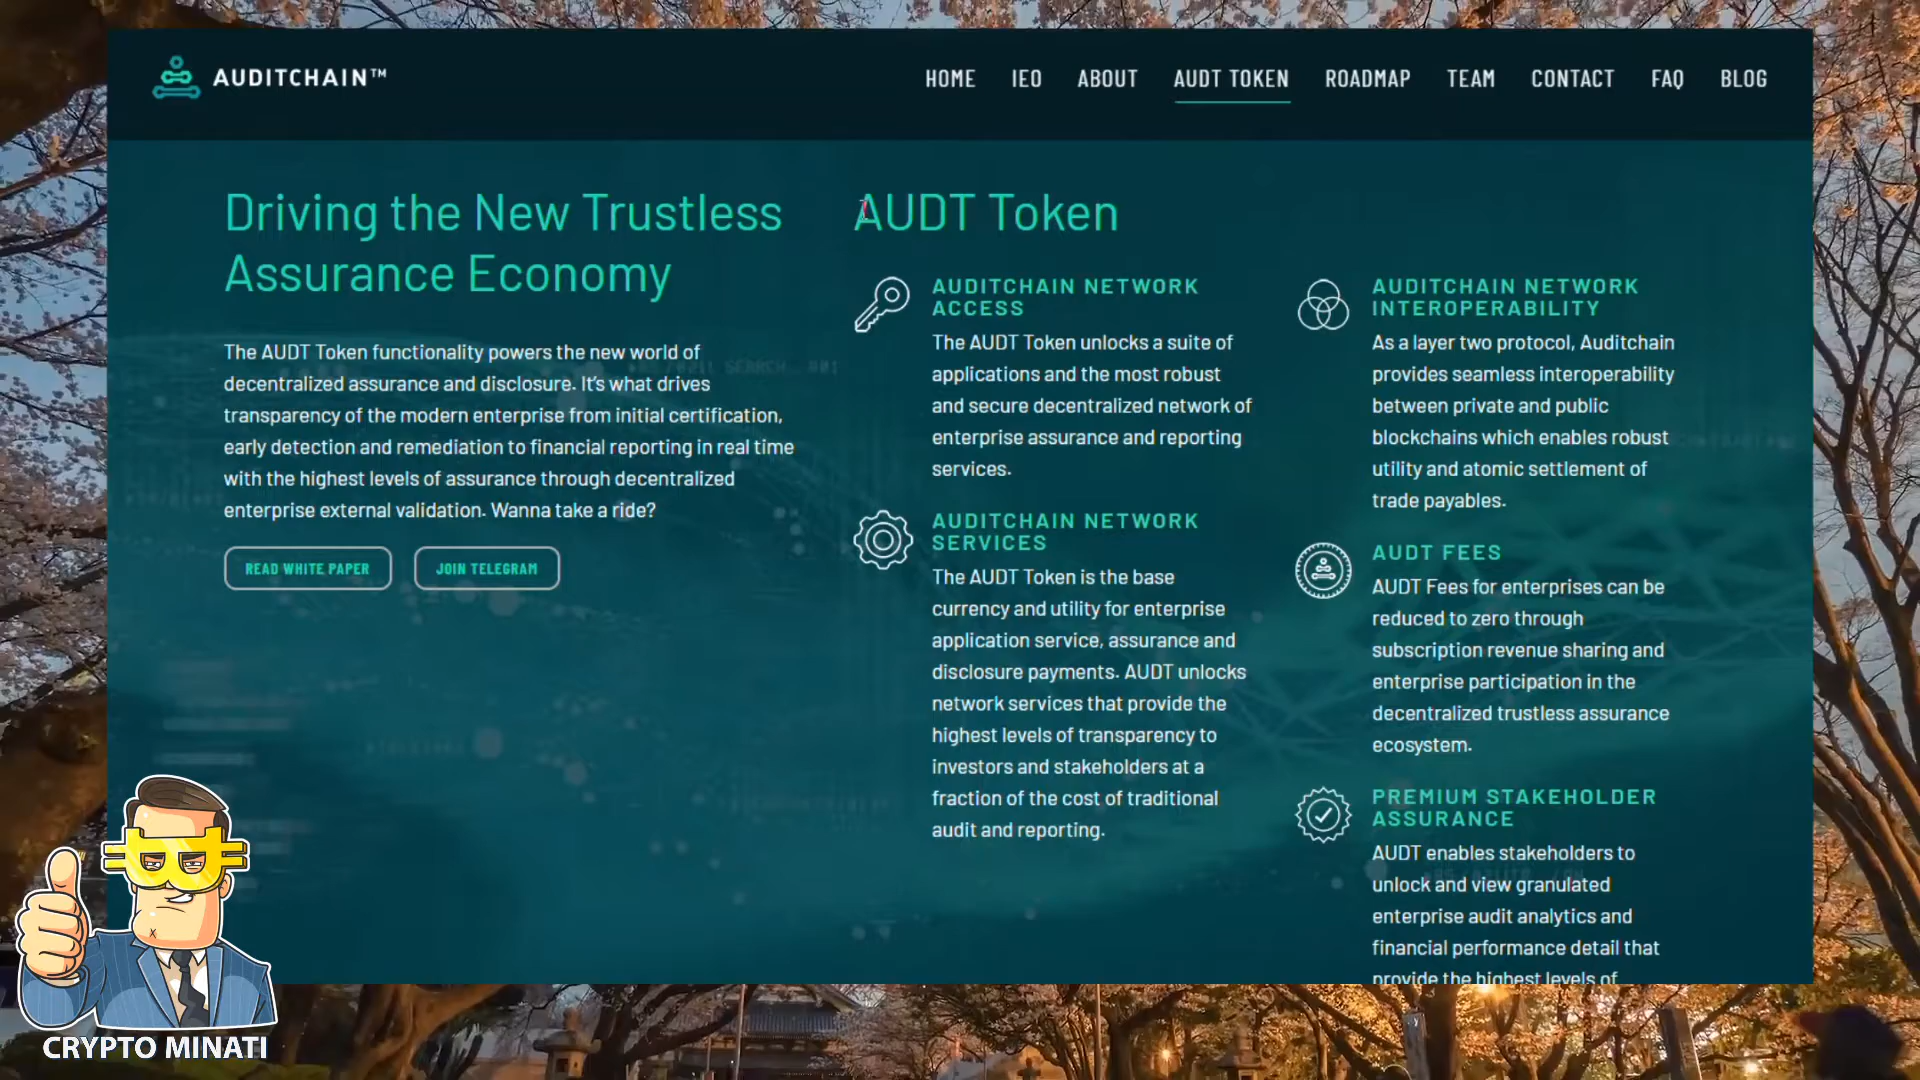 AUDITCHAIN™
HOME IEO ABOUT AUDT TOKEN ROADMAP TEAM CONTACT FAQ BLOG
Driving the New Trustless
Assurance Economy
The AUDT Token functionality powers the new world of
decentralized assurance and disclosure. It's what drives
transparency of the modern enterprise from initial certification,
early detection and remediation to financial reporting in real time
with the highest levels of assurance through decentralized
enterprise external validation. Wanna take a ride?
READ WHITE PAPER JOIN TELEGRAM
AUDT Token
AUDITCHAIN NETWORK
ACCESS
The AUDT Token unlocks a suite of
applications and the most robust
and secure decentralized network of
enterprise assurance and reporting
services.
AUDITCHAIN NETWORK
SERVICES
The AUDT Token is the base
currency and utility for enterprise
application service, assurance and
disclosure payments. AUDT unlocks
network services that provide the
highest levels of transparency to
investors and stakeholders at a
fraction of the cost of traditional
audit and reporting.
AUDITCHAIN NETWORK
INTEROPERABILITY
As a layer two protocol, Auditchain
provides seamless interoperability
between private and public
blockchains which enables robust
utility and atomic settlement of
trade payables.
AUDT FEES
AUDT Fees for enterprises can be
reduced to zero through
subscription revenue sharing and
enterprise participation in the
decentralized trustless assurance
ecosystem.
PREMIUM STAKEHOLDER
ASSURANCE
AUDT enables stakeholders to
unlock and view granulated
enterprise audit analytics and
financial performance detail that
provide the highest levels of
CRYPTO MINATI